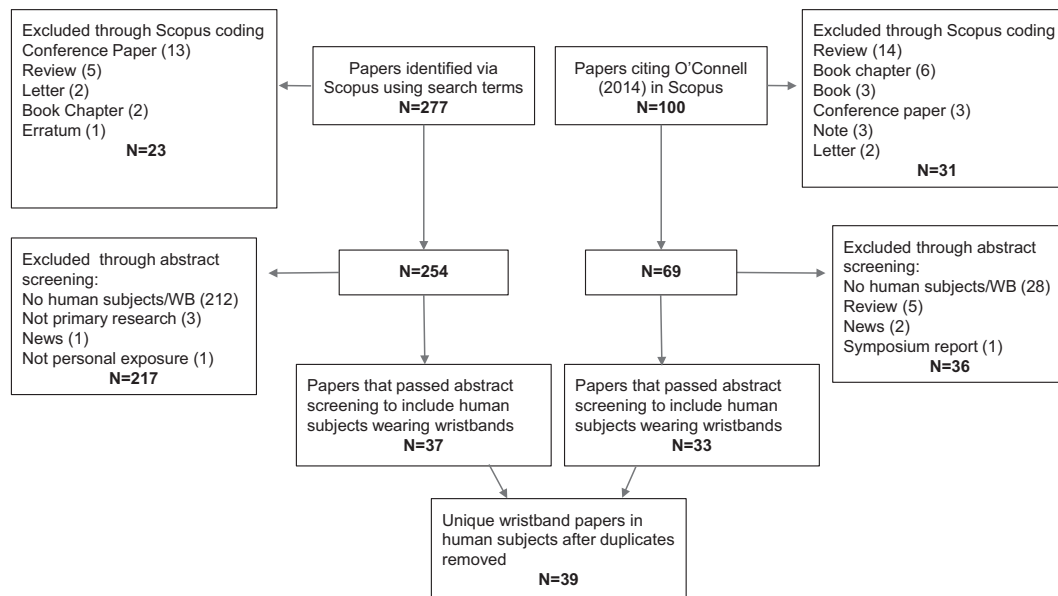 Excluded through Scopus coding
Conference Paper (13)
Review (5)
Letter (2)
Book Chapter (2)
Erratum (1)
N=23
Papers identified via
Scopus using search terms
N=277
Papers citing O’Connell
(2014) in Scopus
N=100
Excluded through Scopus coding
Review (14)
Book chapter (6)
Book (3)
Conference paper (3)
Note (3)
Letter (2)
N=31
Excluded through abstract
screening:
No human subjects/WB (212)
Not primary research (3)
News (1)
Not personal exposure (1)
N=217
N=254
N=69
Excluded through abstract
screening:
No human subjects/WB (28)
Review (5)
News (2)
Symposium report (1)
N=36
Papers that passed abstract
screening to include human
subjects wearing wristbands
N=37
Papers that passed abstract
screening to include human
subjects wearing wristbands
N=33
Unique wristband papers in
human subjects after duplicates
removed
N=39